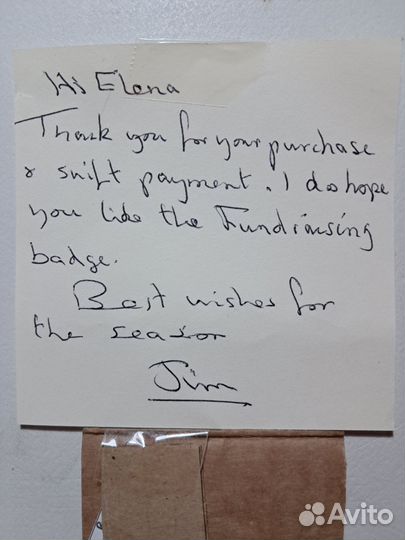 Hi Elena
Thank you for your purchase
& swift payment. I do hope
you like the Fundraising
badge.
Best wishes for
the season
Jim
Avito